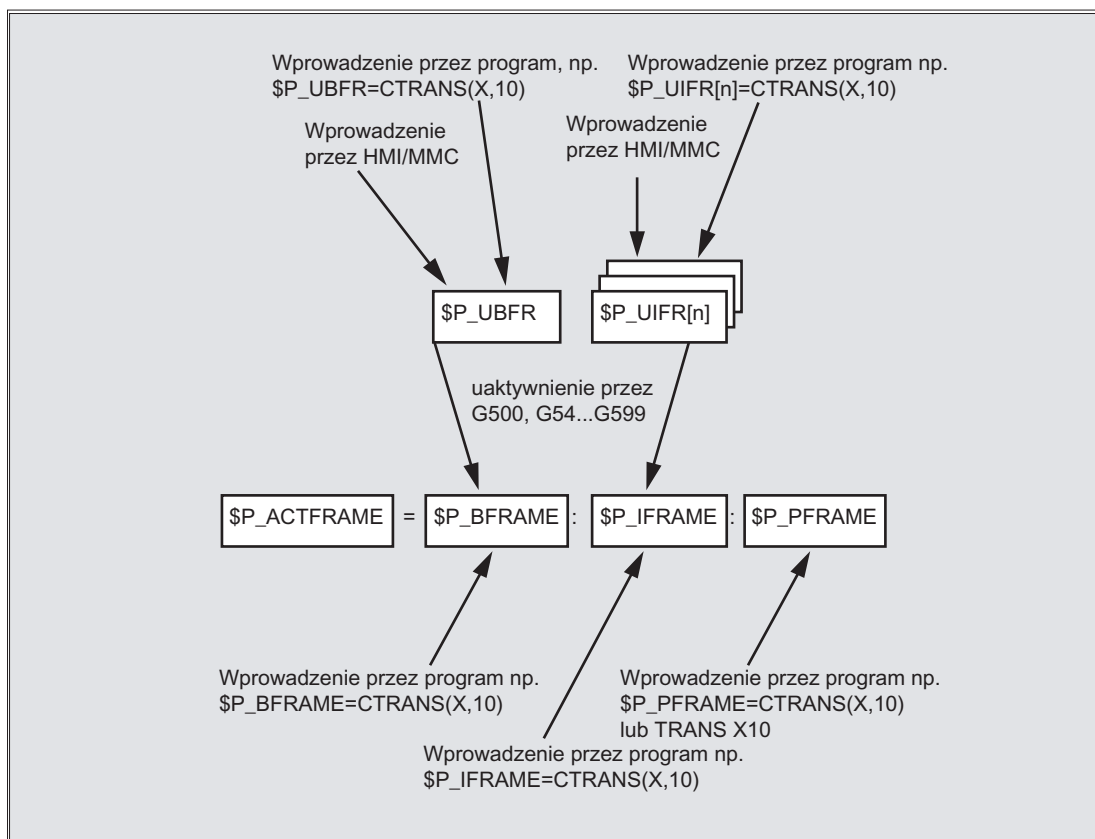 Wprowadzenie przez program, np.
$P_UBFR=CTRANS(X,10)
Wprowadzenie przez program np.
$P_UIFR[n]=CTRANS(X,10)
Wprowadzenie
przez HMI/MMC
Wprowadzenie
przez HMI/MMC
$P_UBFR
$P_UIFR[n]
uaktywnienie przez
G500, G54...G599
$P_ACTFRAME = $P_BFRAME : $P_IFRAME : $P_PFRAME
Wprowadzenie przez program np.
$P_BFRAME=CTRANS(X,10)
Wprowadzenie przez program np.
$P_PFRAME=CTRANS(X,10)
lub TRANS X10
Wprowadzenie przez program np.
$P_IFRAME=CTRANS(X,10)